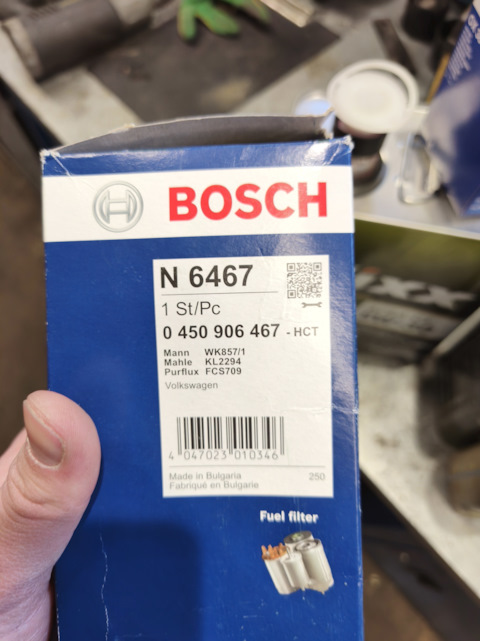 BOSCH
N 6467
1 St/Pc
0 450 906 467 - HCT
Mann WK857/1
Mahle KL2294
Purflux FCS709
Volkswagen
4 047023 010346
Made in Bulgaria 250
Fabriqué en Bulgarie
Fuel filter